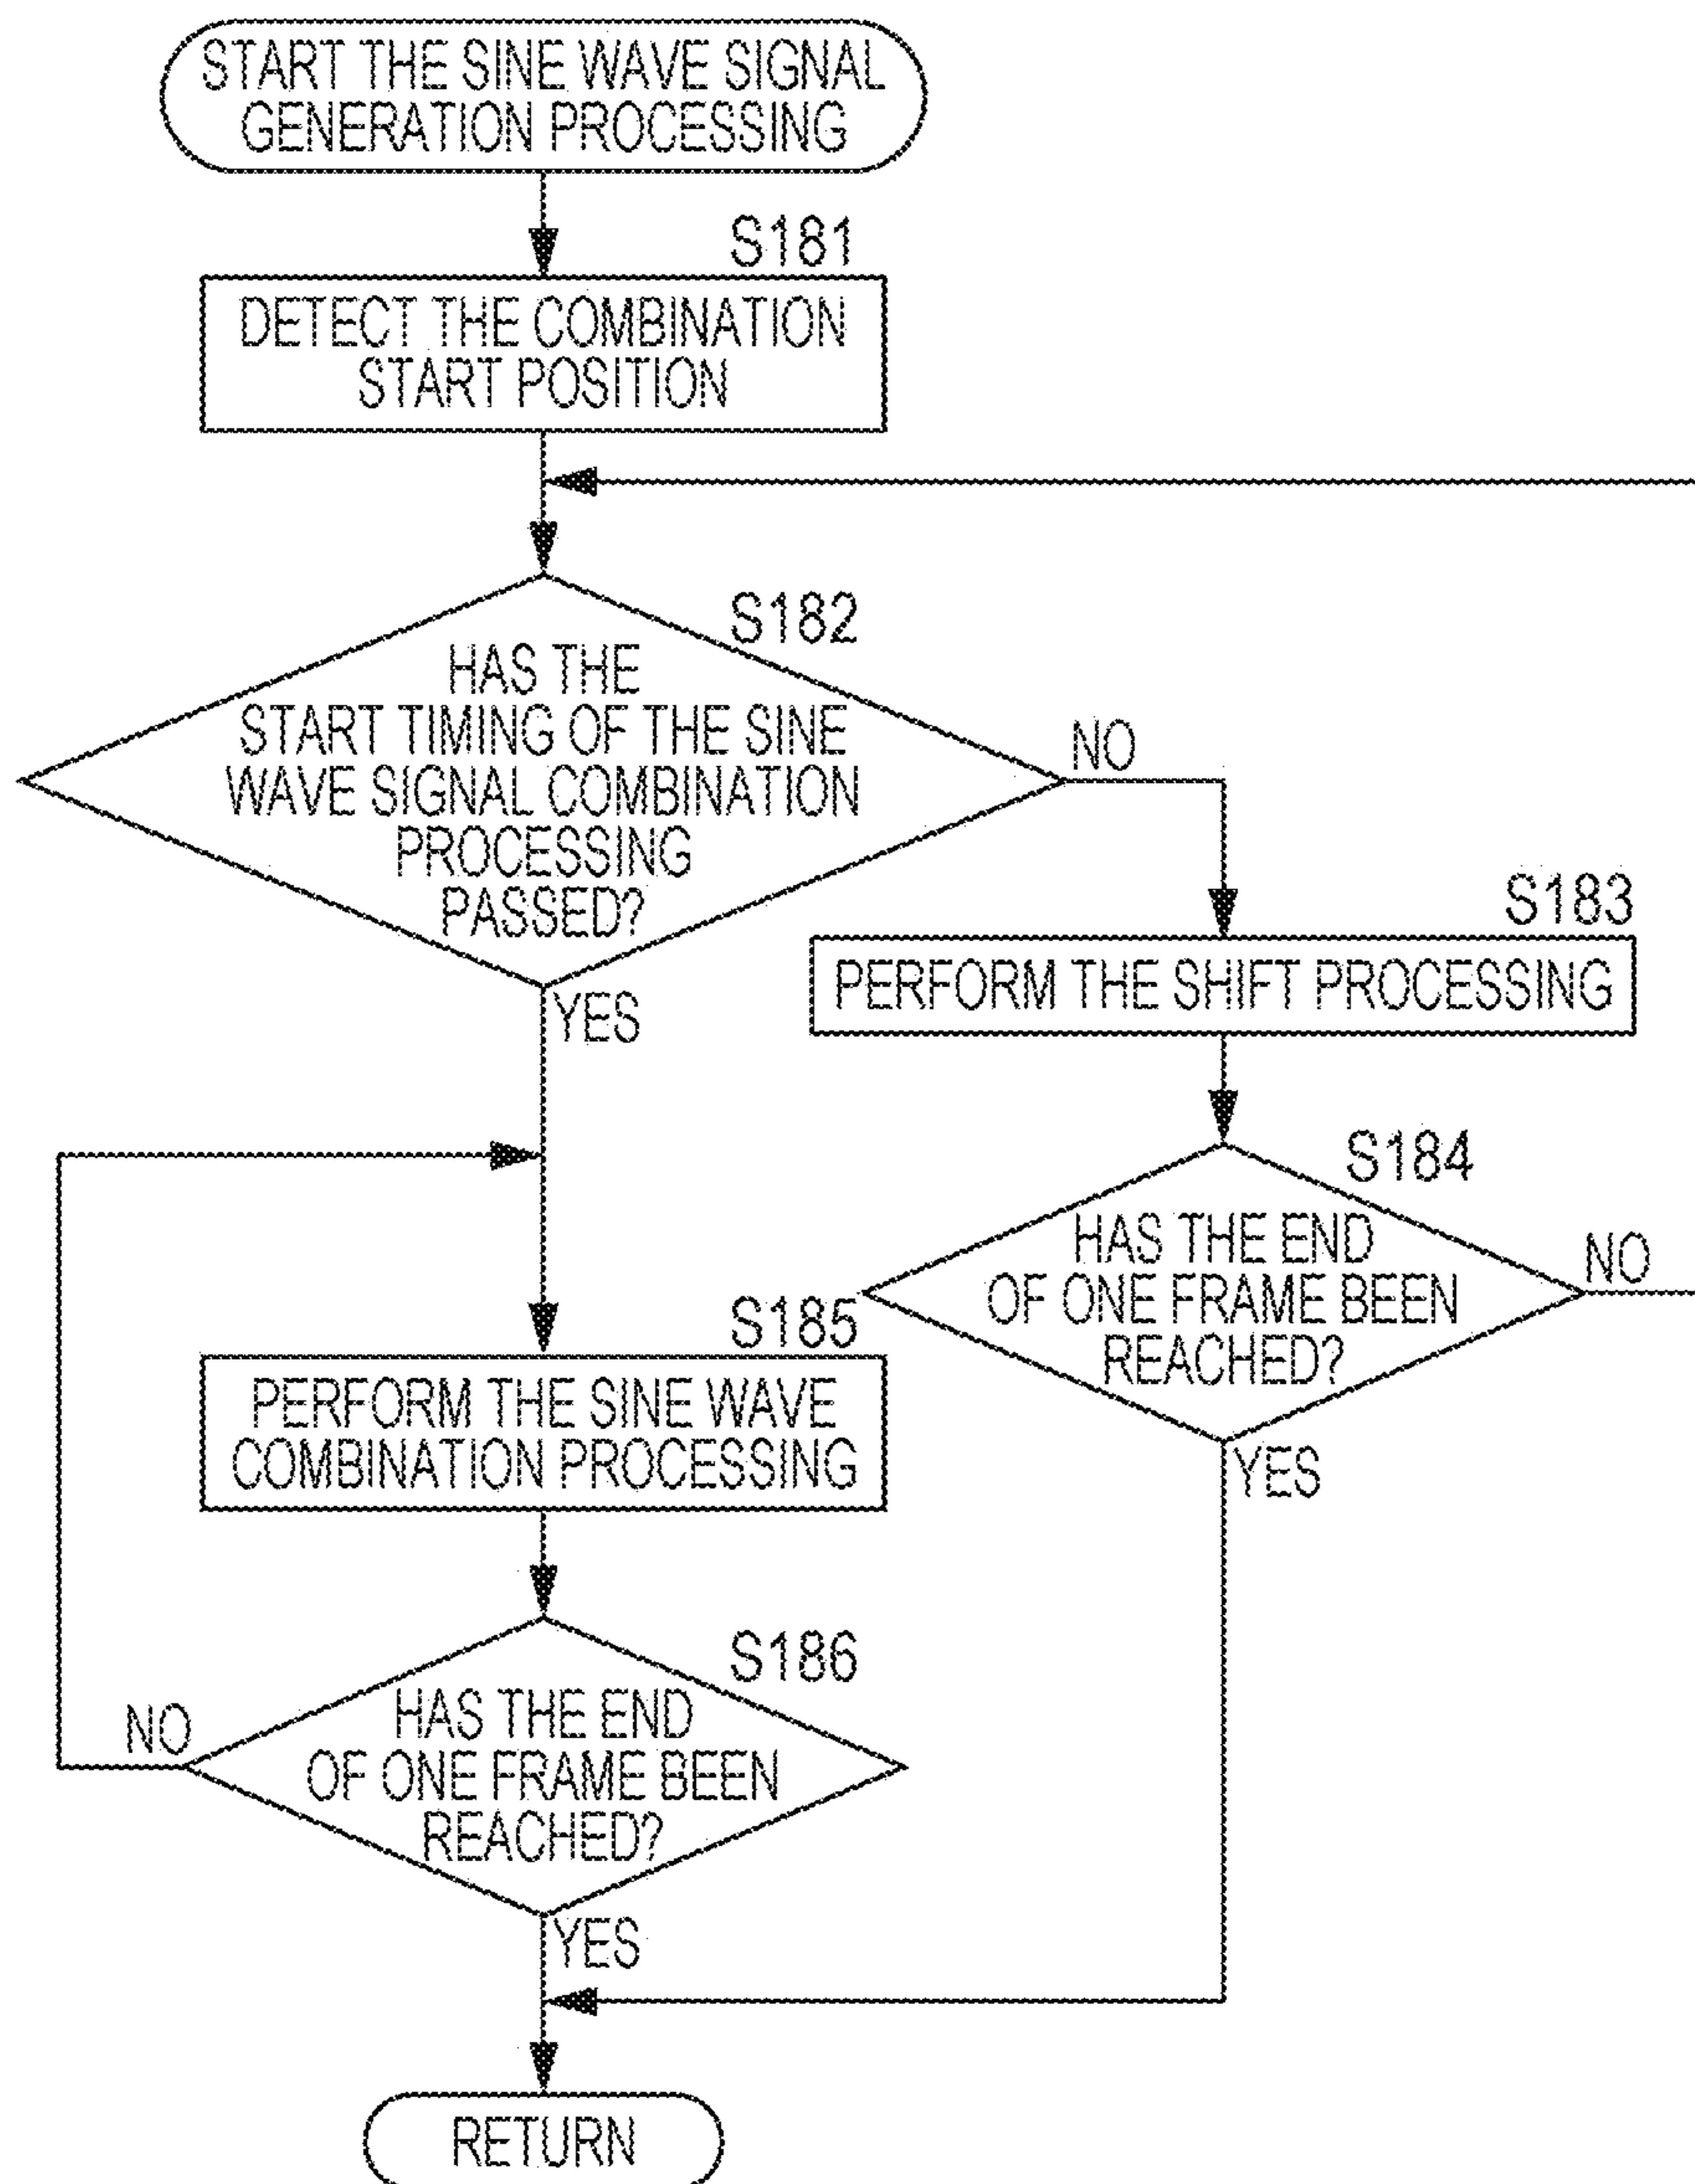 START THE SINE WAVE SIGNAL
GENERATION PROCESSING
S181
DETECT THE COMBINATION
START POSITION
S182
HAS THE
START TIMING OF THE SINE
WAVE SIGNAL COMBINATION
PROCESSING
PASSED?
NO
YES
S183
PERFORM THE SHIFT PROCESSING
S184
HAS THE END
OF ONE FRAME BEEN
REACHED?
NO
YES
S185
PERFORM THE SINE WAVE
COMBINATION PROCESSING
S186
HAS THE END
OF ONE FRAME BEEN
REACHED?
NO
YES
RETURN